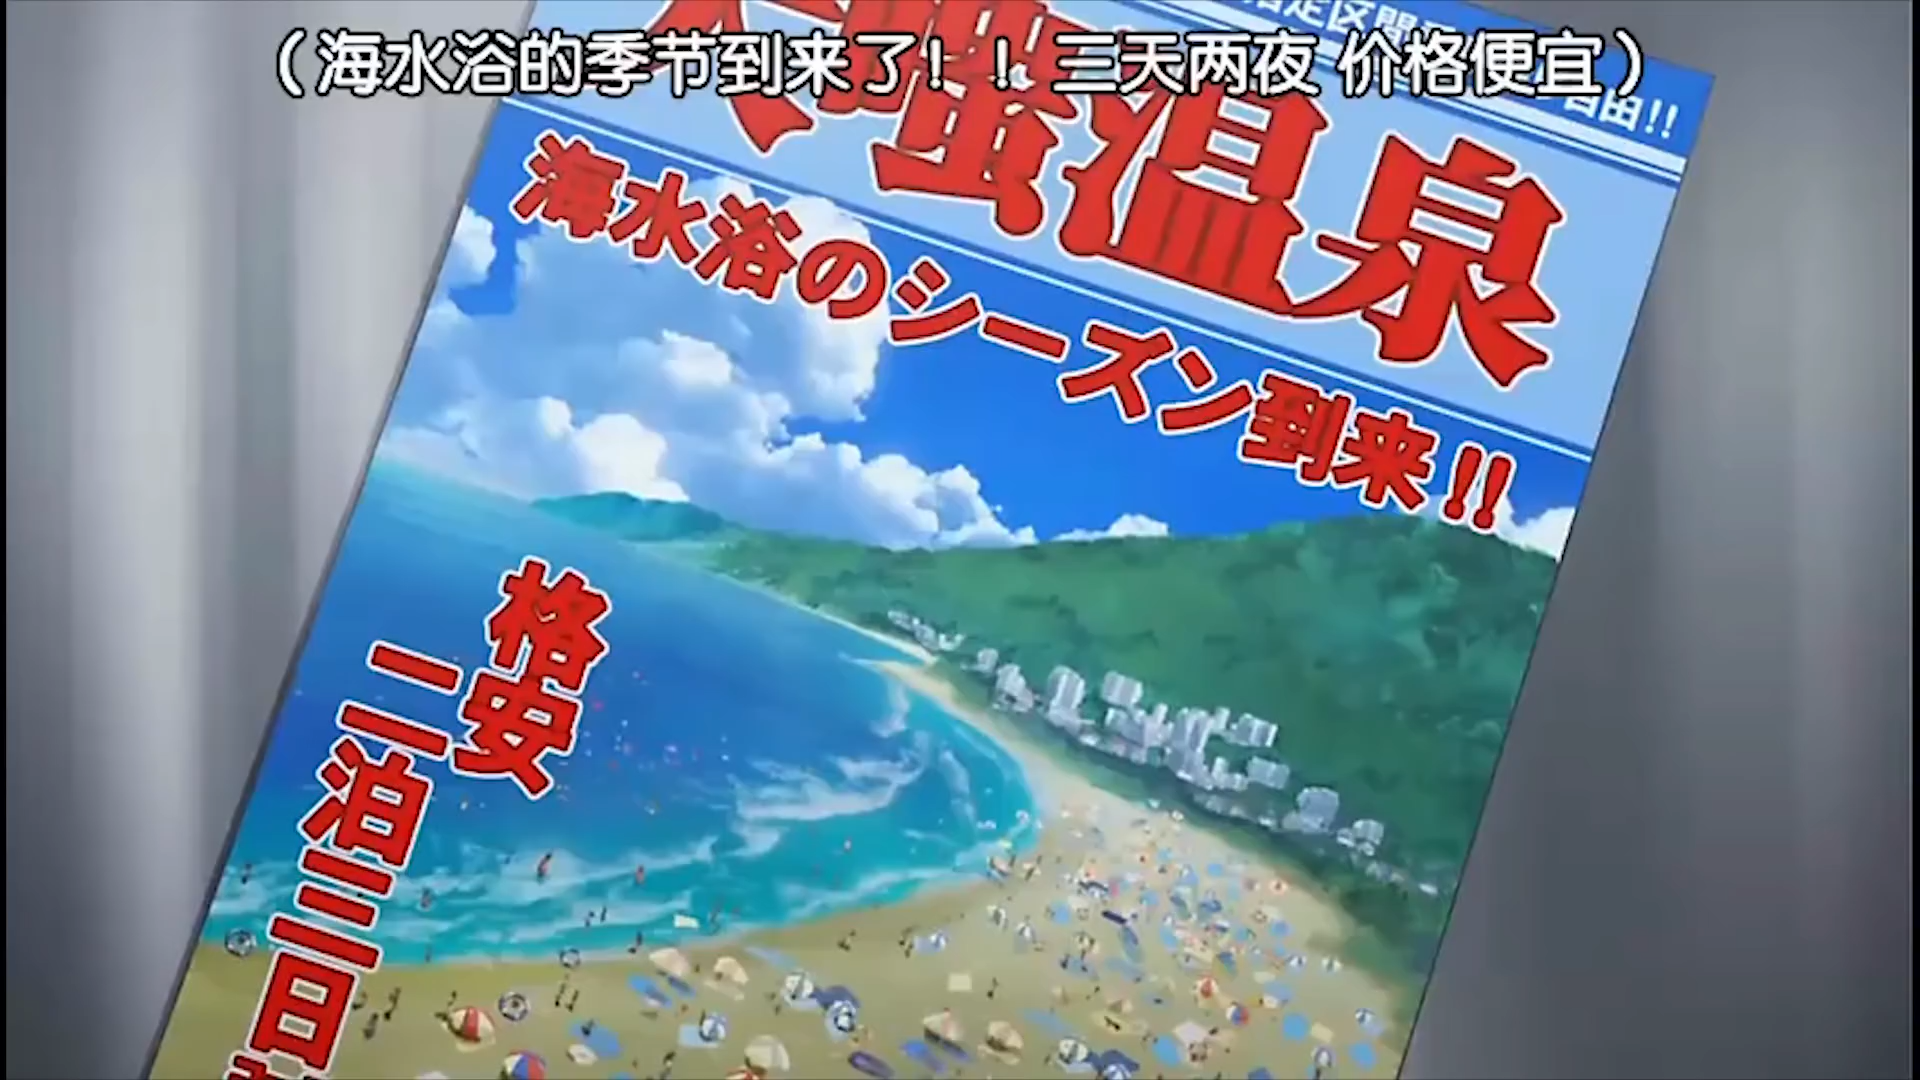 （海水浴的季节到来了！！三天两夜 价格便宜）
温泉
海水浴のシーズン到来!!
格安
二泊三日